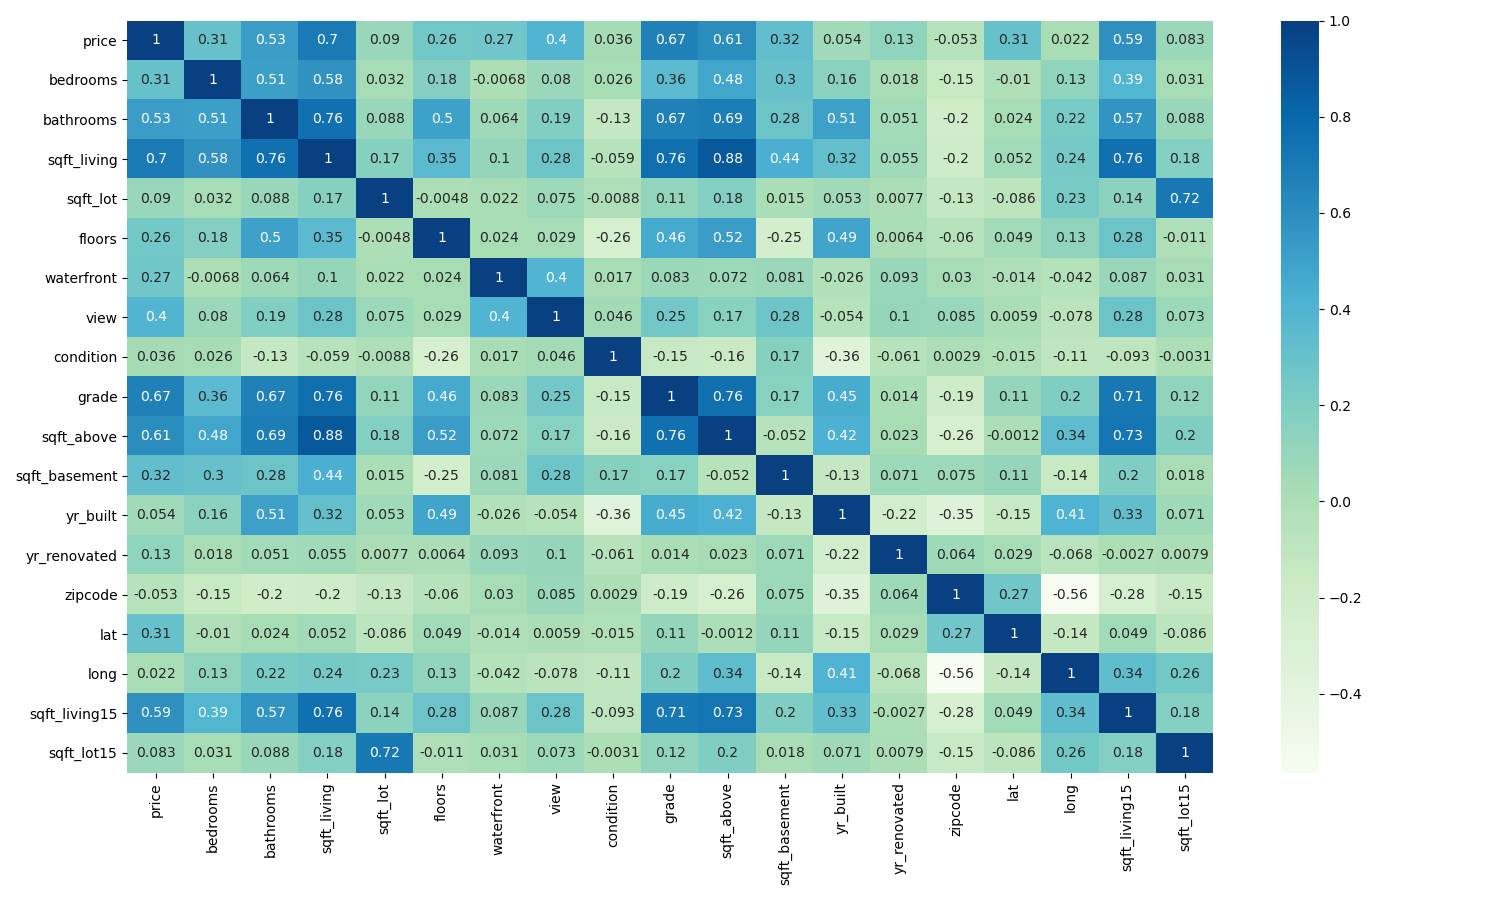 price 1 0.31 0.53 0.7 0.09 0.26 0.27 0.4 0.036 0.67 0.61 0.32 0.054 0.13 -0.053 0.31 0.022 0.59 0.083
bedrooms 0.31 1 0.51 0.58 0.032 0.18 -0.0068 0.08 0.026 0.36 0.48 0.3 0.16 0.018 -0.15 -0.01 0.13 0.39 0.031
bathrooms 0.53 0.51 1 0.76 0.088 0.5 0.064 0.19 -0.13 0.67 0.69 0.28 0.51 0.051 -0.2 0.024 0.22 0.57 0.088
sqft_living 0.7 0.58 0.76 1 0.17 0.35 0.1 0.28 -0.059 0.76 0.88 0.44 0.32 0.055 -0.2 0.052 0.24 0.76 0.18
sqft_lot 0.09 0.032 0.088 0.17 1 -0.0048 0.022 0.075 -0.0088 0.11 0.18 0.015 0.053 0.0077 -0.13 -0.086 0.23 0.14 0.72
floors 0.26 0.18 0.5 0.35 -0.0048 1 0.024 0.029 -0.26 0.46 0.52 -0.25 0.49 0.0064 -0.06 0.049 0.13 0.28 -0.011
waterfront 0.27 -0.0068 0.064 0.1 0.022 0.024 1 0.4 0.017 0.083 0.072 0.081 -0.026 0.093 0.03 -0.014 -0.042 0.087 0.031
view 0.4 0.08 0.19 0.28 0.075 0.029 0.4 1 0.046 0.25 0.17 0.28 -0.054 0.1 0.085 0.0059 -0.078 0.28 0.073
condition 0.036 0.026 -0.13 -0.059 -0.0088 -0.26 0.017 0.046 1 -0.15 -0.16 0.17 -0.36 -0.061 0.0029 -0.015 -0.11 -0.093 -0.0031
grade 0.67 0.36 0.67 0.76 0.11 0.46 0.083 0.25 -0.15 1 0.76 0.17 0.45 0.014 -0.19 0.11 0.2 0.71 0.12
sqft_above 0.61 0.48 0.69 0.88 0.18 0.52 0.072 0.17 -0.16 0.76 1 -0.052 0.42 0.023 -0.26 -0.0012 0.34 0.73 0.2
sqft_basement 0.32 0.3 0.28 0.44 0.015 -0.25 0.081 0.28 0.17 0.17 -0.052 1 -0.13 0.071 0.075 0.11 -0.14 0.2 0.018
yr_built 0.054 0.16 0.51 0.32 0.053 0.49 -0.026 -0.054 -0.36 0.45 0.42 -0.13 1 -0.22 -0.35 -0.15 0.41 0.33 0.071
yr_renovated 0.13 0.018 0.051 0.055 0.0077 0.0064 0.093 0.1 -0.061 0.014 0.023 0.071 -0.22 1 0.064 0.029 -0.068 -0.0027 0.0079
zipcode -0.053 -0.15 -0.2 -0.2 -0.13 -0.06 0.03 0.085 0.0029 -0.19 -0.26 0.075 -0.35 0.064 1 0.27 -0.56 -0.28 -0.15
lat 0.31 -0.01 0.024 0.052 -0.086 0.049 -0.014 0.0059 -0.015 0.11 -0.0012 0.11 -0.15 0.029 0.27 1 -0.14 0.049 -0.086
long 0.022 0.13 0.22 0.24 0.23 0.13 -0.042 -0.078 -0.11 0.2 0.34 -0.14 0.41 -0.068 -0.56 -0.14 1 0.34 0.26
sqft_living15 0.59 0.39 0.57 0.76 0.14 0.28 0.087 0.28 -0.093 0.71 0.73 0.2 0.33 -0.0027 -0.28 0.049 0.34 1 0.18
sqft_lot15 0.083 0.031 0.088 0.18 0.72 -0.011 0.031 0.073 -0.0031 0.12 0.2 0.018 0.071 0.0079 -0.15 -0.086 0.26 0.18 1
price
bedrooms
bathrooms
sqft_living
sqft_lot
floors
waterfront
view
condition
grade
sqft_above
sqft_basement
yr_built
yr_renovated
zipcode
lat
long
sqft_living15
sqft_lot15
1.0
0.8
0.6
0.4
0.2
0.0
−0.2
−0.4